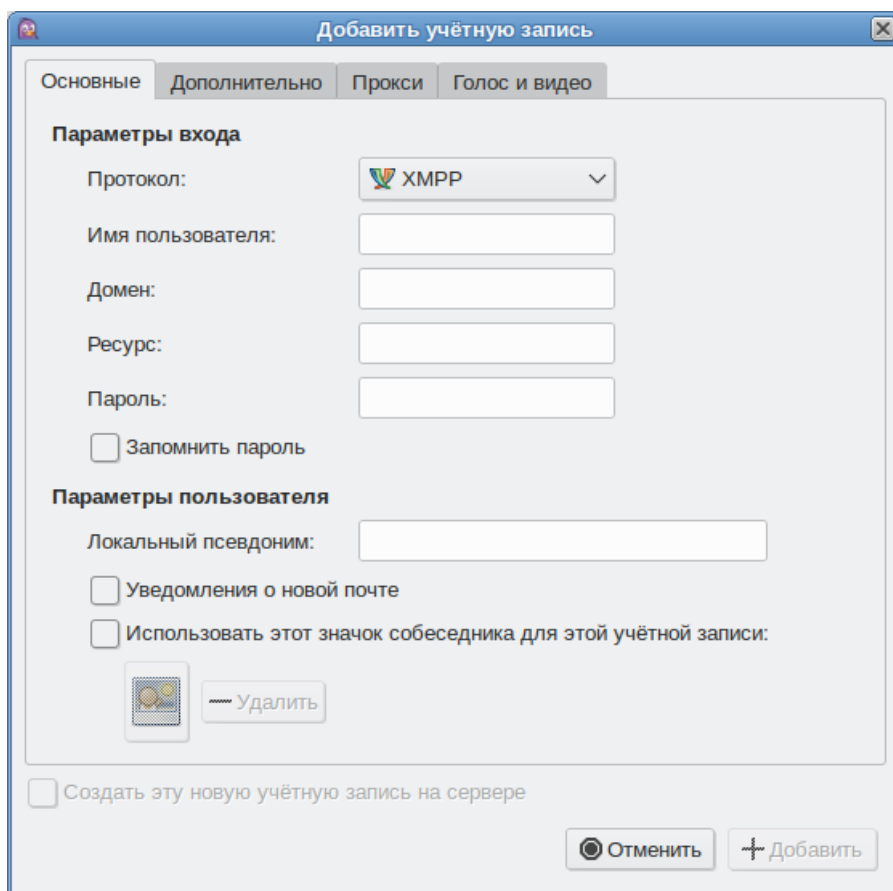 Добавить учётную запись
Основные Дополнительно Прокси Голос и видео
Параметры входа
Протокол: XMPP
Имя пользователя:
Домен:
Ресурс:
Пароль:
Запомнить пароль
Параметры пользователя
Локальный псевдоним:
Уведомления о новой почте
Использовать этот значок собеседника для этой учётной записи:
Удалить
Создать эту новую учётную запись на сервере
Отменить Добавить